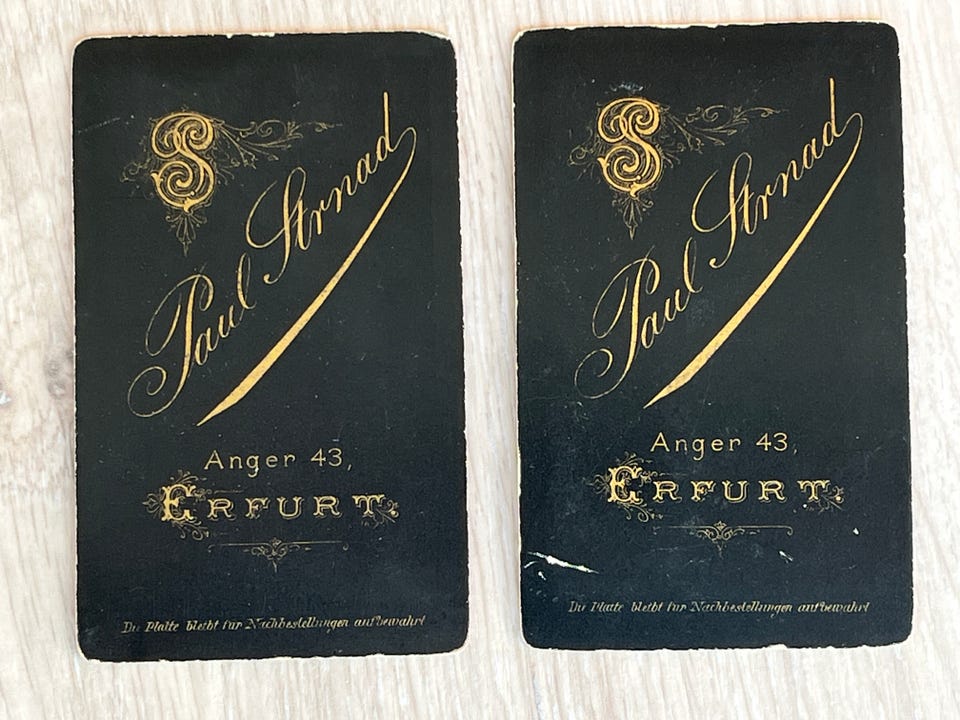 PS
Paul Strnad
Anger 43,
ERFURT.
Die Platte bleibt für Nachbestellungen aufbewahrt
PS
Paul Strnad
Anger 43,
ERFURT.
Die Platte bleibt für Nachbestellungen aufbewahrt